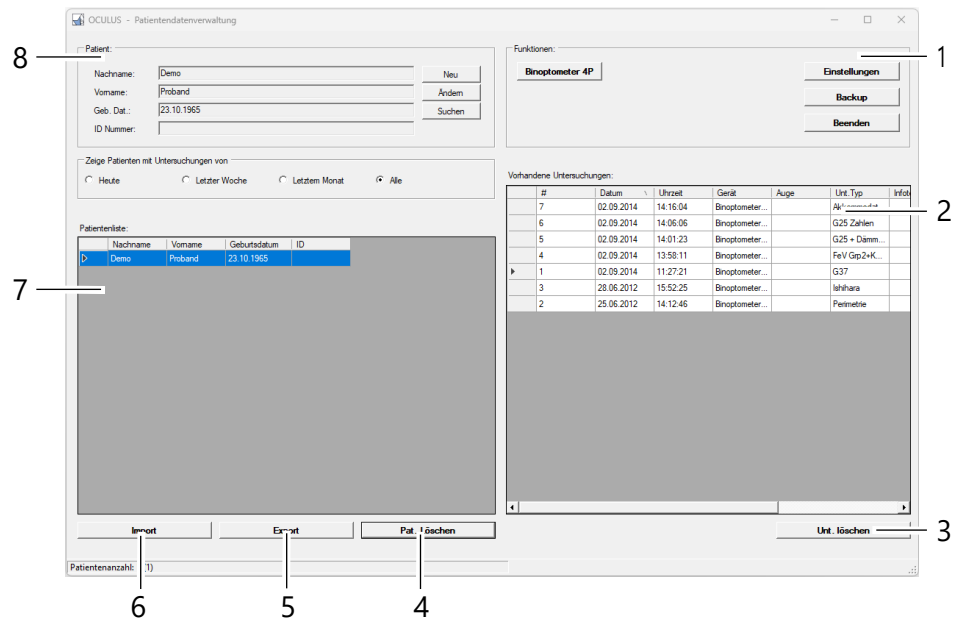 OCULUS - Patientendatenverwaltung
8
Patient:
Nachname: Demo Neu
Vorname: Proband Ändern
Geb. Dat.: 23.10.1965 Suchen
ID Nummer:
Funktionen:
1
Binoptometer 4P Einstellungen
Backup
Beenden
Zeige Patienten mit Untersuchungen von
Heute Letzter Woche Letztem Monat Alle
Vorhandene Untersuchungen:
# Datum Uhrzeit Gerät Auge Unt.Typ
7 02.09.2014 14:16:04 Binoptometer...
2
6 02.09.2014 14:06:06 Binoptometer... G25 Zahlen
5 02.09.2014 14:01:23 Binoptometer... G25 + Dämm...
4 02.09.2014 13:58:11 Binoptometer... FeV Grp2+K...
1 02.09.2014 11:27:21 Binoptometer... G37
3 28.06.2012 15:52:25 Binoptometer... Ishihara
2 25.06.2012 14:12:46 Binoptometer... Perimetrie
Patientenliste:
Nachname Vorname Geburtsdatum ID
Demo Proband 23.10.1965
7
Import Export Pat. Löschen
Unt. löschen
3
Patientenanzahl:
6 5 4